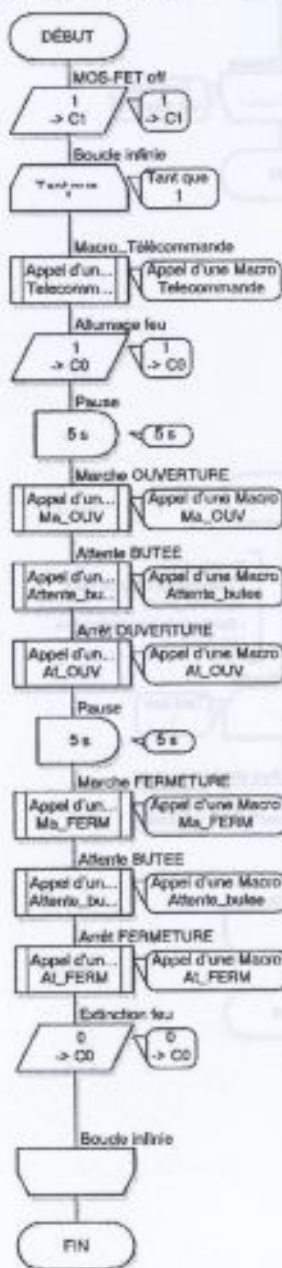 DÉBUT
MOS-FET off
1
-> C1
1
-> C1
Boucle infinie
Tant que
1
Macro_Télécommande
Appel d'un...
Telecomm...
Appel d'une Macro
Telecommande
Allumage feu
1
-> C0
1
-> C0
Pause
5 s
5 s
Marche OUVERTURE
Appel d'un...
Ma_OUV
Appel d'une Macro
Ma_OUV
Attente BUTEE
Appel d'un...
Attente_bu...
Appel d'une Macro
Attente_butee
Arrêt OUVERTURE
Appel d'un...
At_OUV
Appel d'une Macro
At_OUV
Pause
5 s
5 s
Marche FERMETURE
Appel d'un...
Ma_FERM
Appel d'une Macro
Ma_FERM
Attente BUTEE
Appel d'un...
Attente_bu...
Appel d'une Macro
Attente_butee
Arrêt FERMETURE
Appel d'un...
At_FERM
Appel d'une Macro
At_FERM
Extinction feu
0
-> C0
0
-> C0
Boucle infinie
FIN